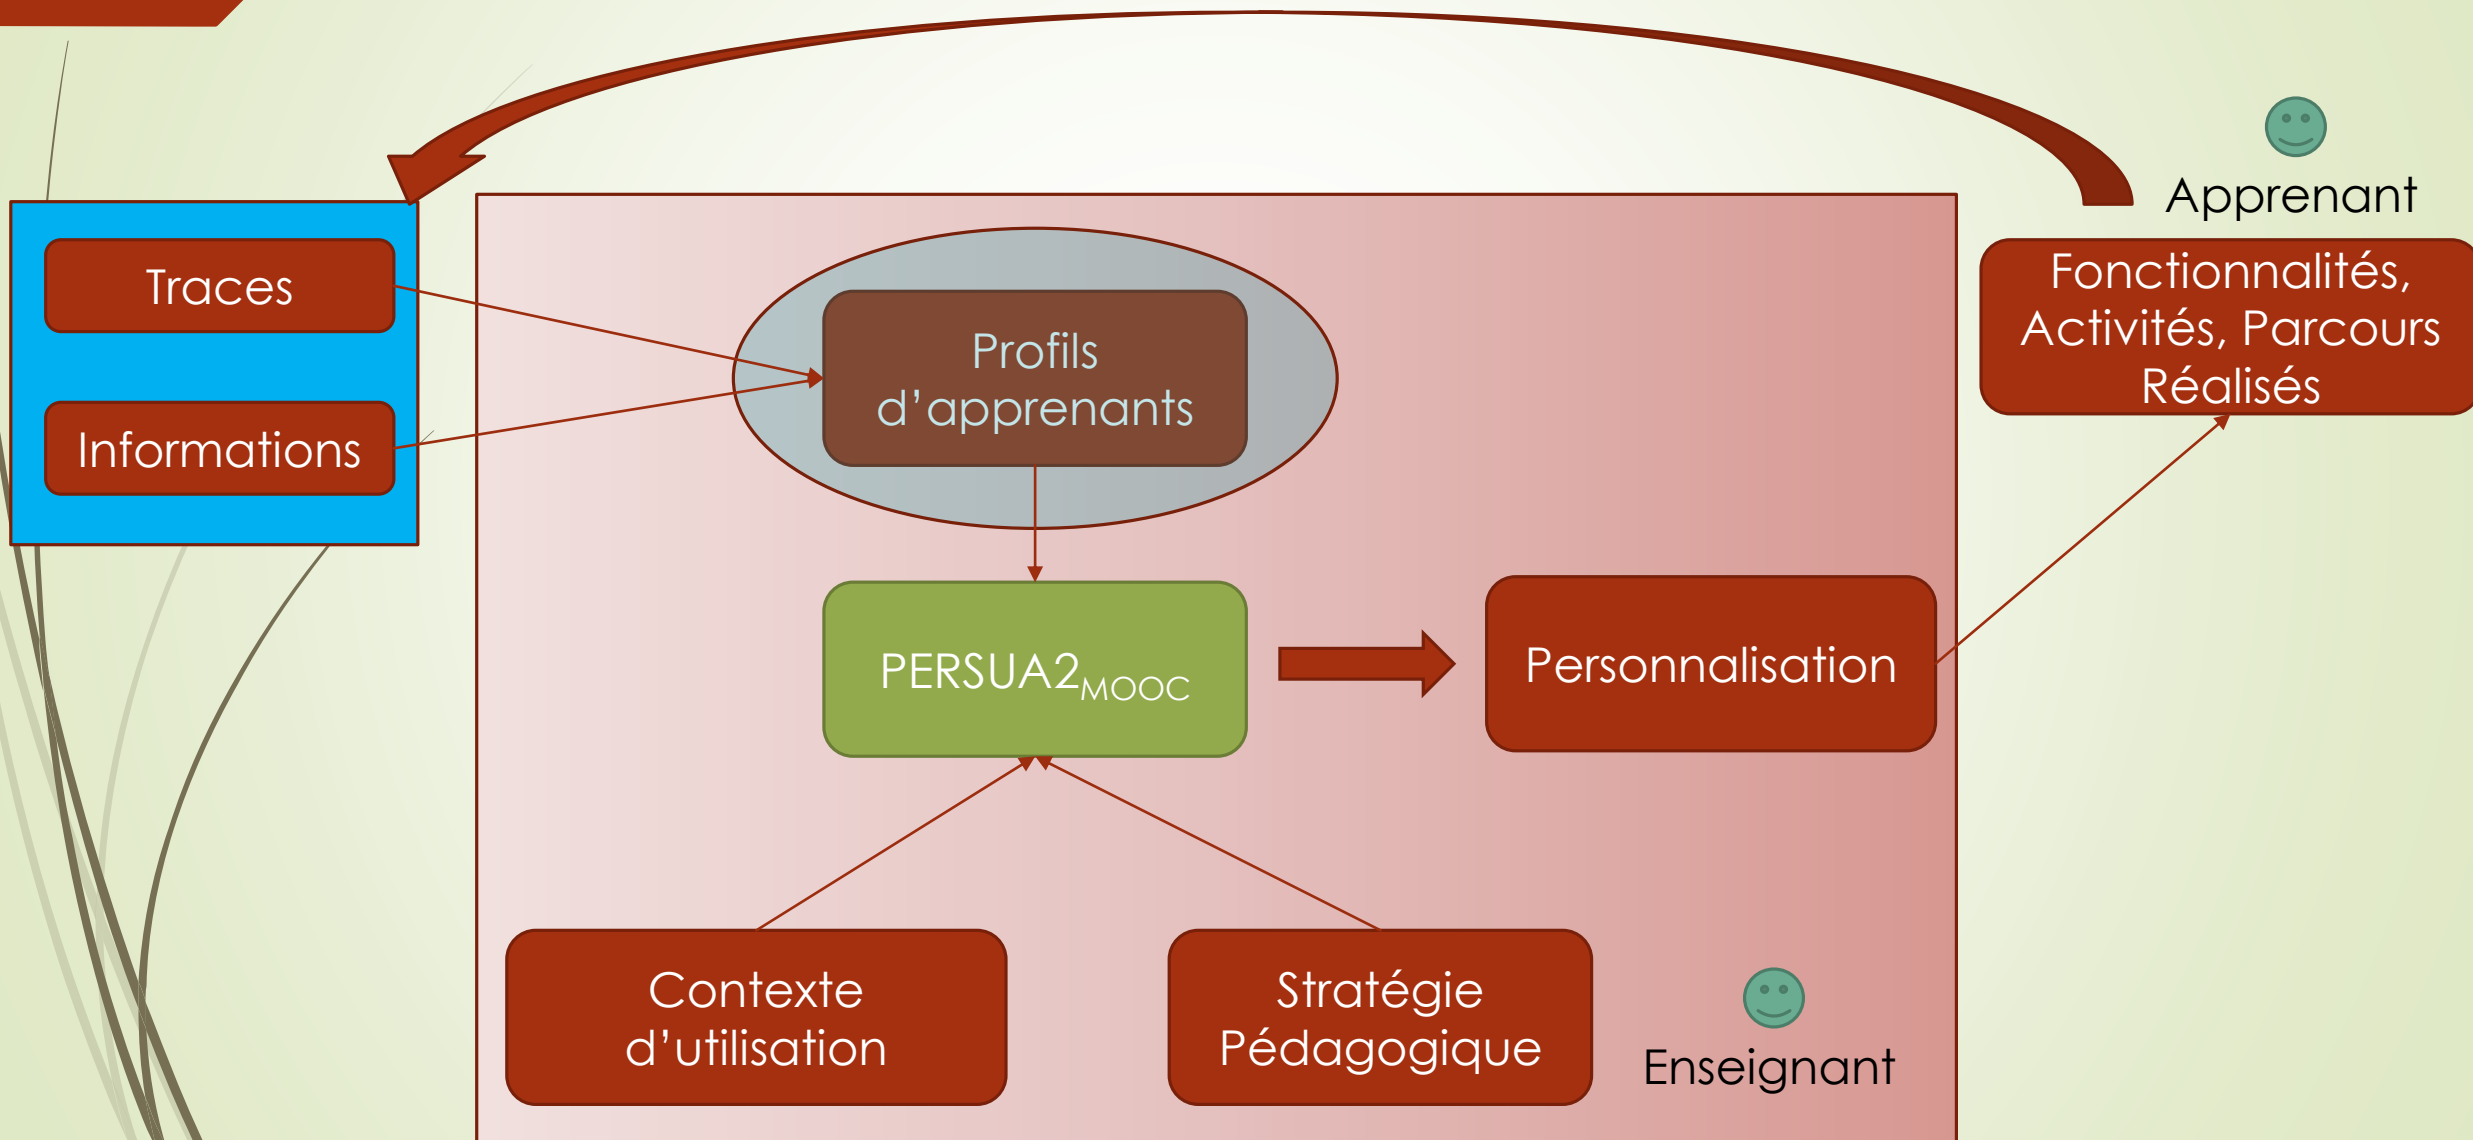 Apprenant
Traces
Informations
Profils
d’apprenants
Fonctionnalités,
Activités, Parcours
Réalisés
PERSUA2MOOC
Personnalisation
Contexte
d’utilisation
Stratégie
Pédagogique
Enseignant